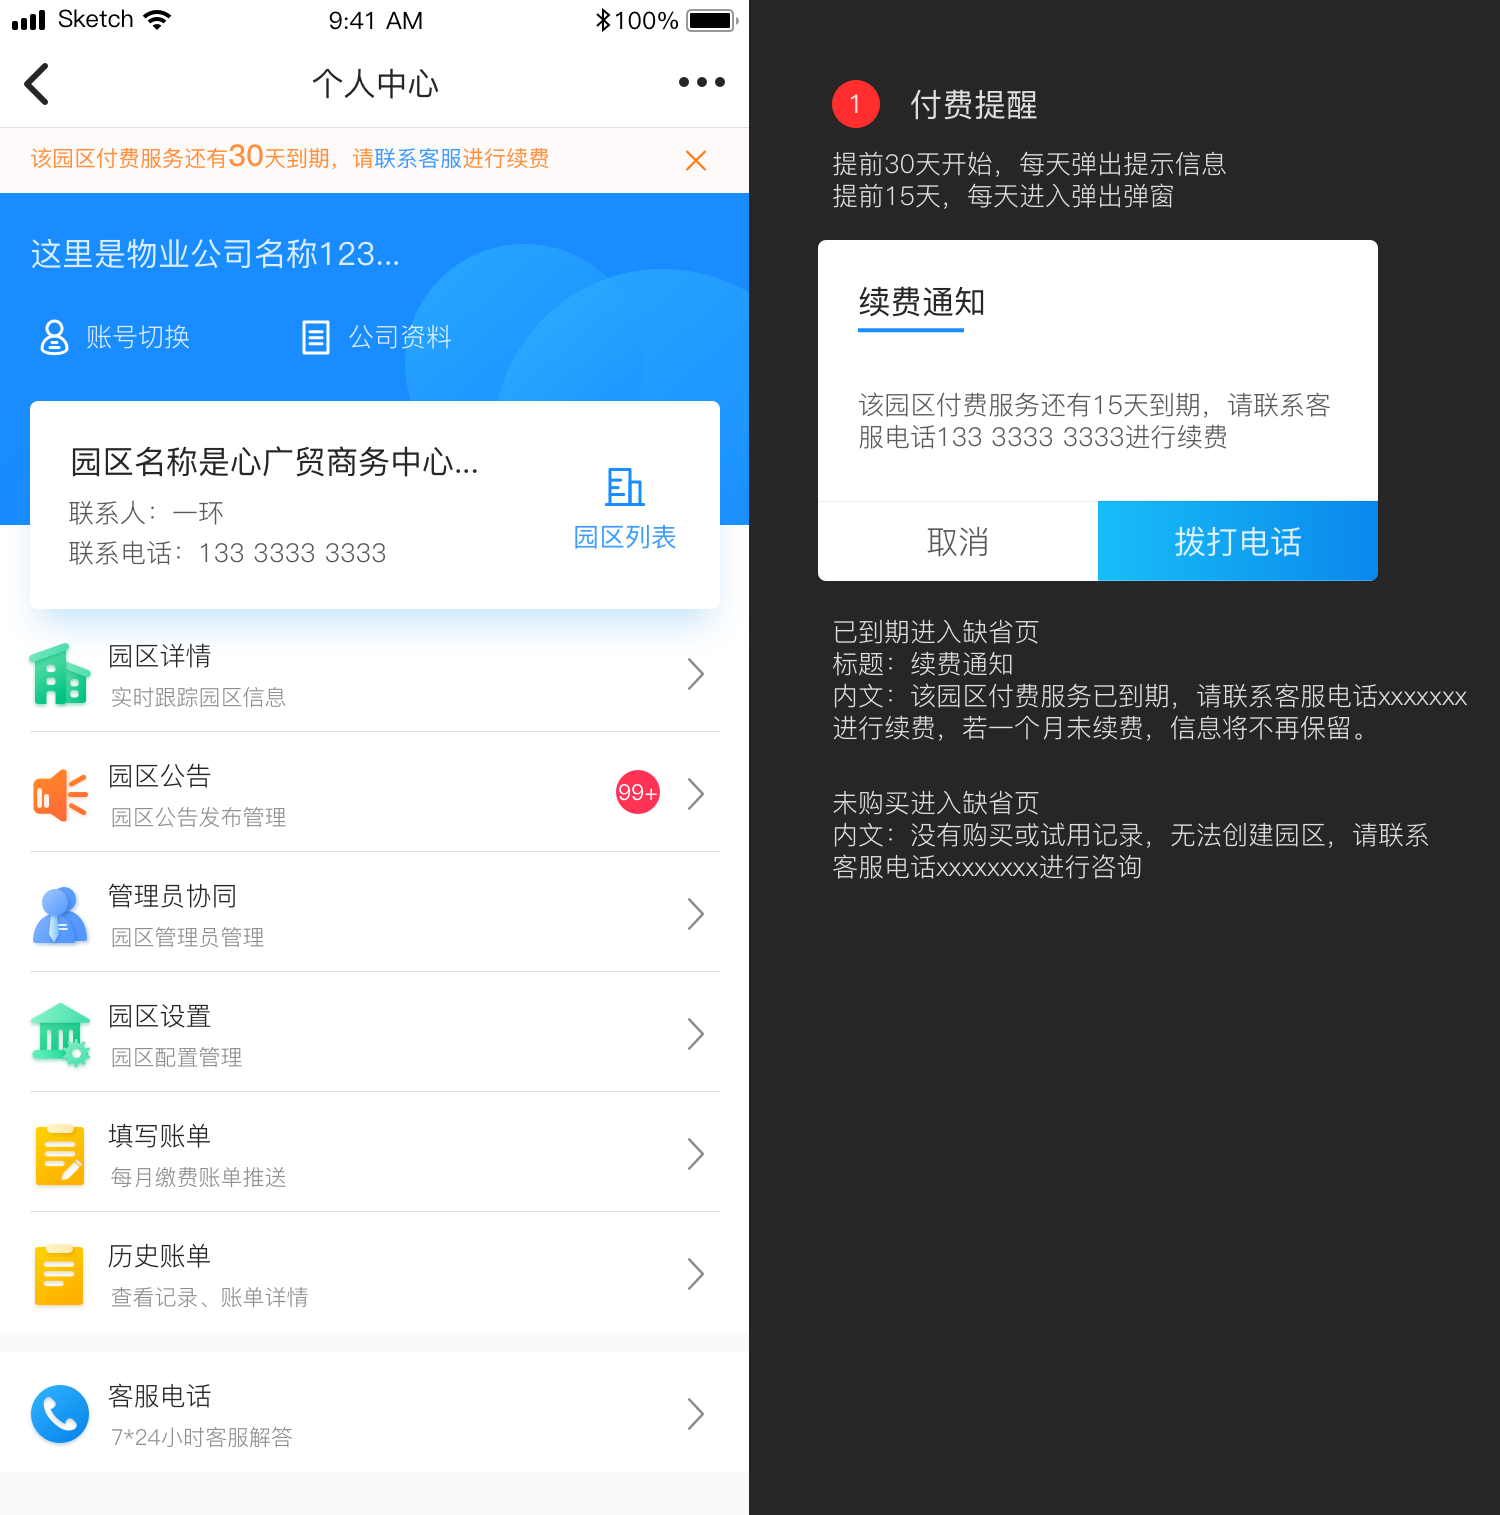 Sketch
9:41 AM
100%
个人中心
该园区付费服务还有30天到期，请联系客服进行续费
这里是物业公司名称123...
账号切换
公司资料
园区名称是心广贸商务中心...
联系人：一环
联系电话：133 3333 3333
园区列表
园区详情
实时跟踪园区信息
园区公告
园区公告发布管理
99+
管理员协同
园区管理员管理
园区设置
园区配置管理
填写账单
每月缴费账单推送
历史账单
查看记录、账单详情
客服电话
7*24小时客服解答
1
付费提醒
提前30天开始，每天弹出提示信息
提前15天，每天进入弹出弹窗
续费通知
该园区付费服务还有15天到期，请联系客
服电话133 3333 3333进行续费
取消
拨打电话
已到期进入缺省页
标题：续费通知
内文：该园区付费服务已到期，请联系客服电话xxxxxxx
进行续费，若一个月未续费，信息将不再保留。
未购买进入缺省页
内文：没有购买或试用记录，无法创建园区，请联系
客服电话xxxxxxxx进行咨询